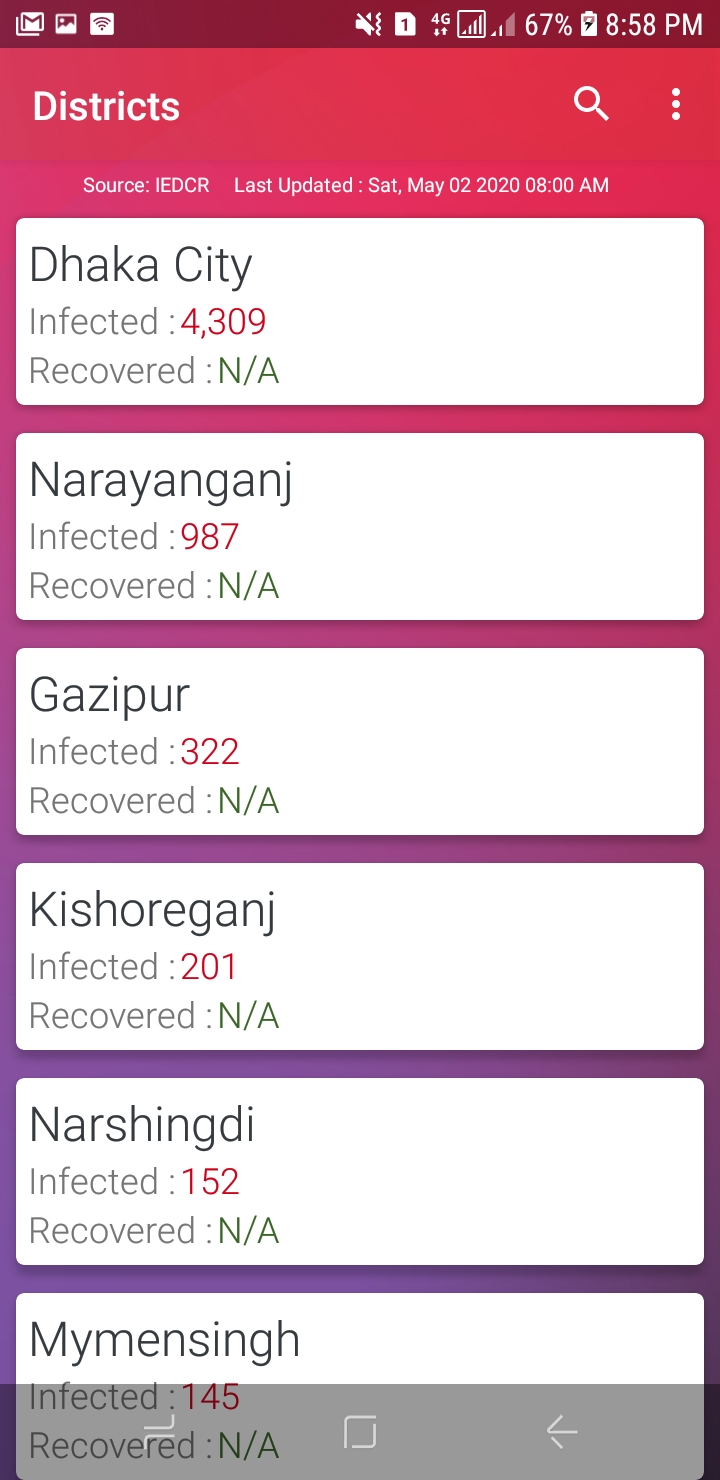 1 4G 67% 8:58 PM
Districts
Source: IEDCR Last Updated : Sat, May 02 2020 08:00 AM
Dhaka City
Infected : 4,309
Recovered : N/A
Narayanganj
Infected : 987
Recovered : N/A
Gazipur
Infected : 322
Recovered : N/A
Kishoreganj
Infected : 201
Recovered : N/A
Narshingdi
Infected : 152
Recovered : N/A
Mymensingh
Infected : 145
Recovered : N/A